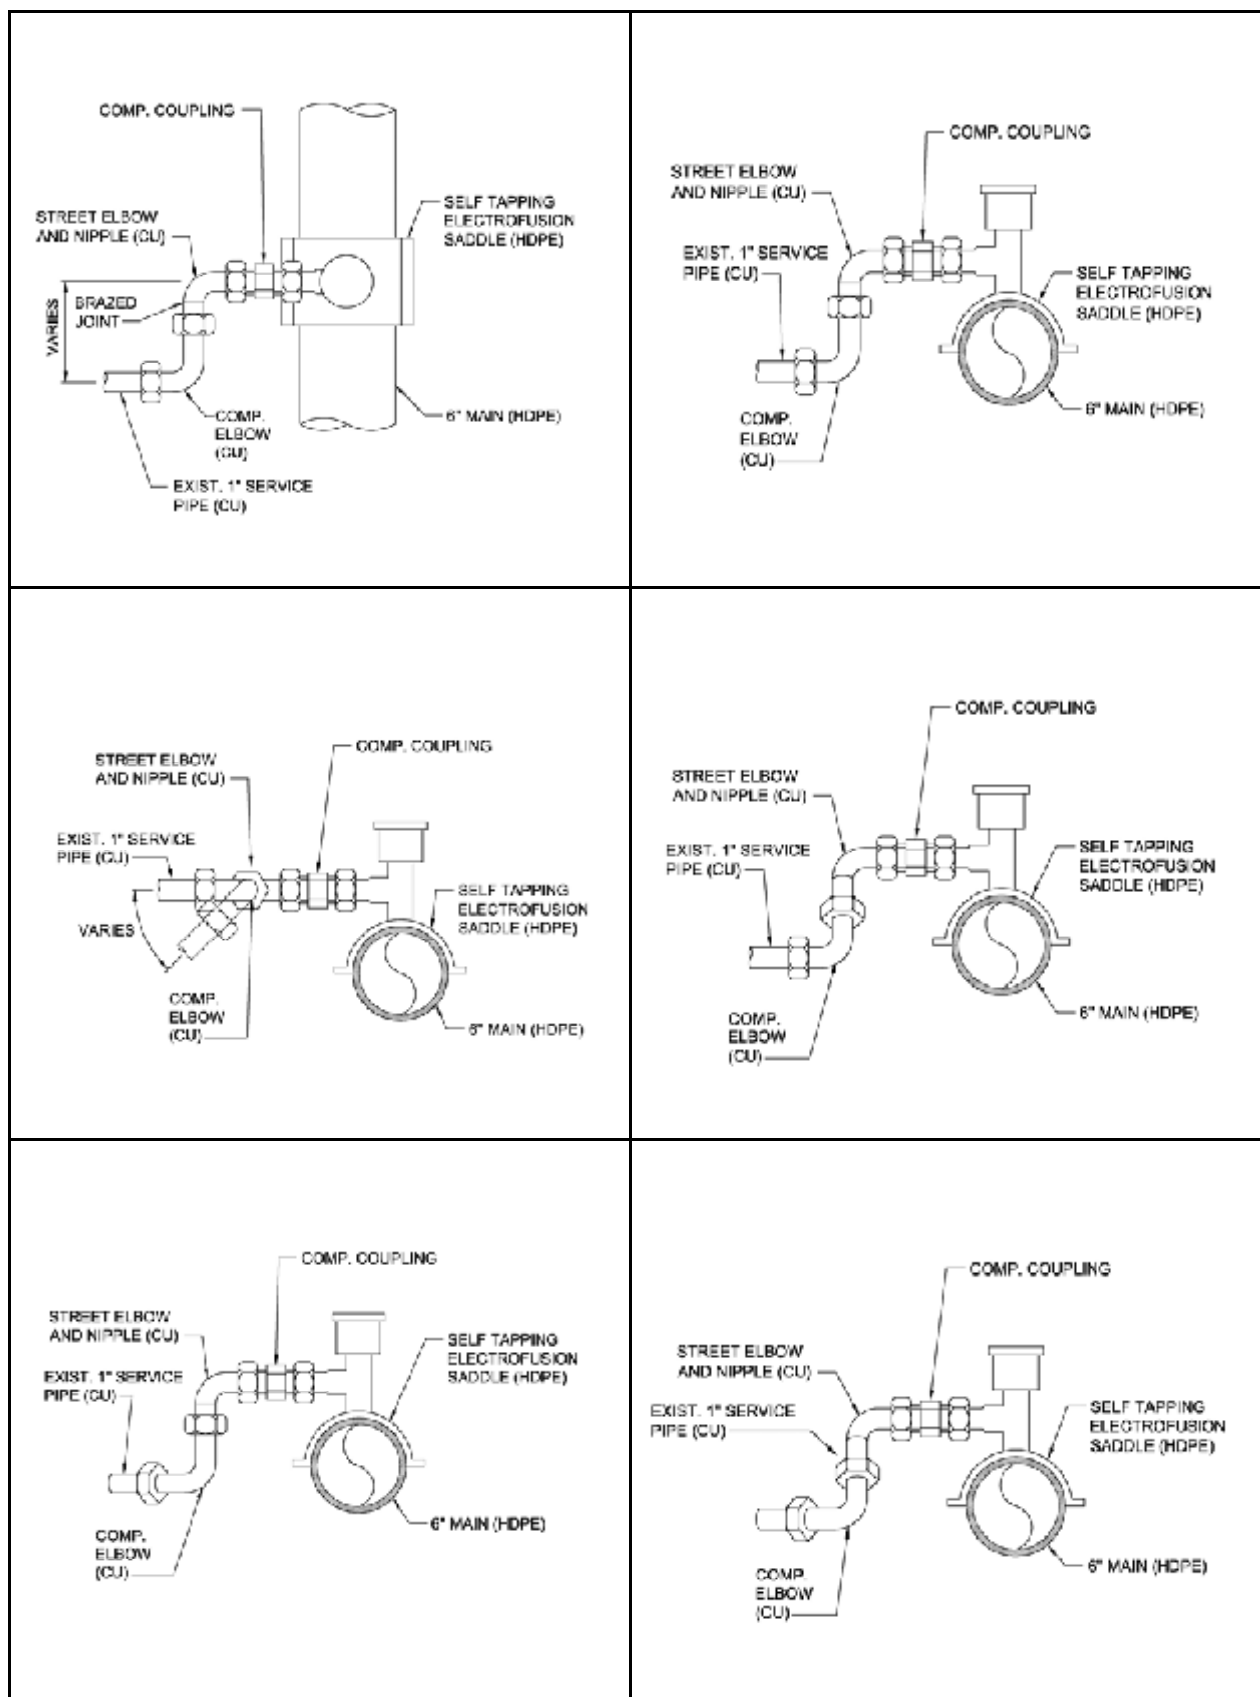 COMP. COUPLING
STREET ELBOW
AND NIPPLE (CU)
SELF TAPPING
ELECTROFUSION
SADDLE (HDPE)
VARIES
BRAZED
JOINT
COMP.
ELBOW
(CU)
6" MAIN (HDPE)
EXIST. 1" SERVICE
PIPE (CU)
COMP. COUPLING
STREET ELBOW
AND NIPPLE (CU)
EXIST. 1" SERVICE
PIPE (CU)
SELF TAPPING
ELECTROFUSION
SADDLE (HDPE)
6" MAIN (HDPE)
COMP.
ELBOW
(CU)
COMP. COUPLING
STREET ELBOW
AND NIPPLE (CU)
EXIST. 1" SERVICE
PIPE (CU)
SELF TAPPING
ELECTROFUSION
SADDLE (HDPE)
VARIES
COMP.
ELBOW
(CU)
6" MAIN (HDPE)
COMP. COUPLING
STREET ELBOW
AND NIPPLE (CU)
EXIST. 1" SERVICE
PIPE (CU)
SELF TAPPING
ELECTROFUSION
SADDLE (HDPE)
6" MAIN (HDPE)
COMP.
ELBOW
(CU)
COMP. COUPLING
STREET ELBOW
AND NIPPLE (CU)
SELF TAPPING
ELECTROFUSION
SADDLE (HDPE)
EXIST. 1" SERVICE
PIPE (CU)
6" MAIN (HDPE)
COMP.
ELBOW
(CU)
COMP. COUPLING
STREET ELBOW
AND NIPPLE (CU)
EXIST. 1" SERVICE
PIPE (CU)
SELF TAPPING
ELECTROFUSION
SADDLE (HDPE)
6" MAIN (HDPE)
COMP.
ELBOW
(CU)